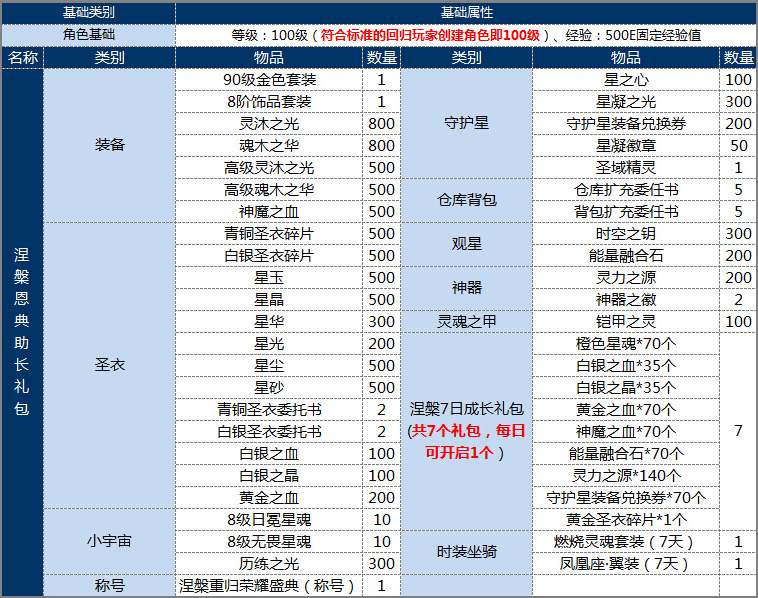 基础类别 基础属性
角色基础 等级：100级（符合标准的回归玩家创建角色即100级）、经验：500E固定经验值
名称 类别 物品 数量 类别 物品 数量
涅槃恩典助长礼包
装备
90级金色套装 1
8阶饰品套装 1
灵沐之光 800
魂木之华 800
高级灵沐之光 500
高级魂木之华 500
神魔之血 500
圣衣
青铜圣衣碎片 500
白银圣衣碎片 500
星玉 500
星晶 500
星华 300
星光 200
星尘 500
星砂 500
青铜圣衣委托书 2
白银圣衣委托书 2
白银之血 100
白银之晶 100
黄金之血 200
小宇宙
8级日冕星魂 10
8级无畏星魂 10
历练之光 300
称号 涅槃重归荣耀盛典（称号） 1
守护星
星之心 100
星凝之光 300
守护星装备兑换券 200
星凝徽章 50
圣域精灵 1
仓库背包
仓库扩充委任书 5
背包扩充委任书 5
观星
时空之钥 300
能量融合石 200
神器
灵力之源 200
神器之徽 2
灵魂之甲 铠甲之灵 100
涅槃7日成长礼包
(共7个礼包，每日
可开启1个）
橙色星魂*70个
白银之血*35个
白银之晶*35个
黄金之血*70个
神魔之血*70个
能量融合石*70个
灵力之源*140个
守护星装备兑换券*70个
黄金圣衣碎片*1个
7
时装坐骑
燃烧灵魂套装（7天） 1
凤凰座·翼装（7天） 1